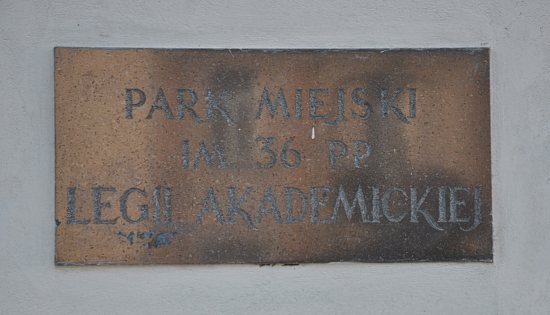 PARK MIEJSKI
IM 36 PP
LEGII AKADEMICKIEJ